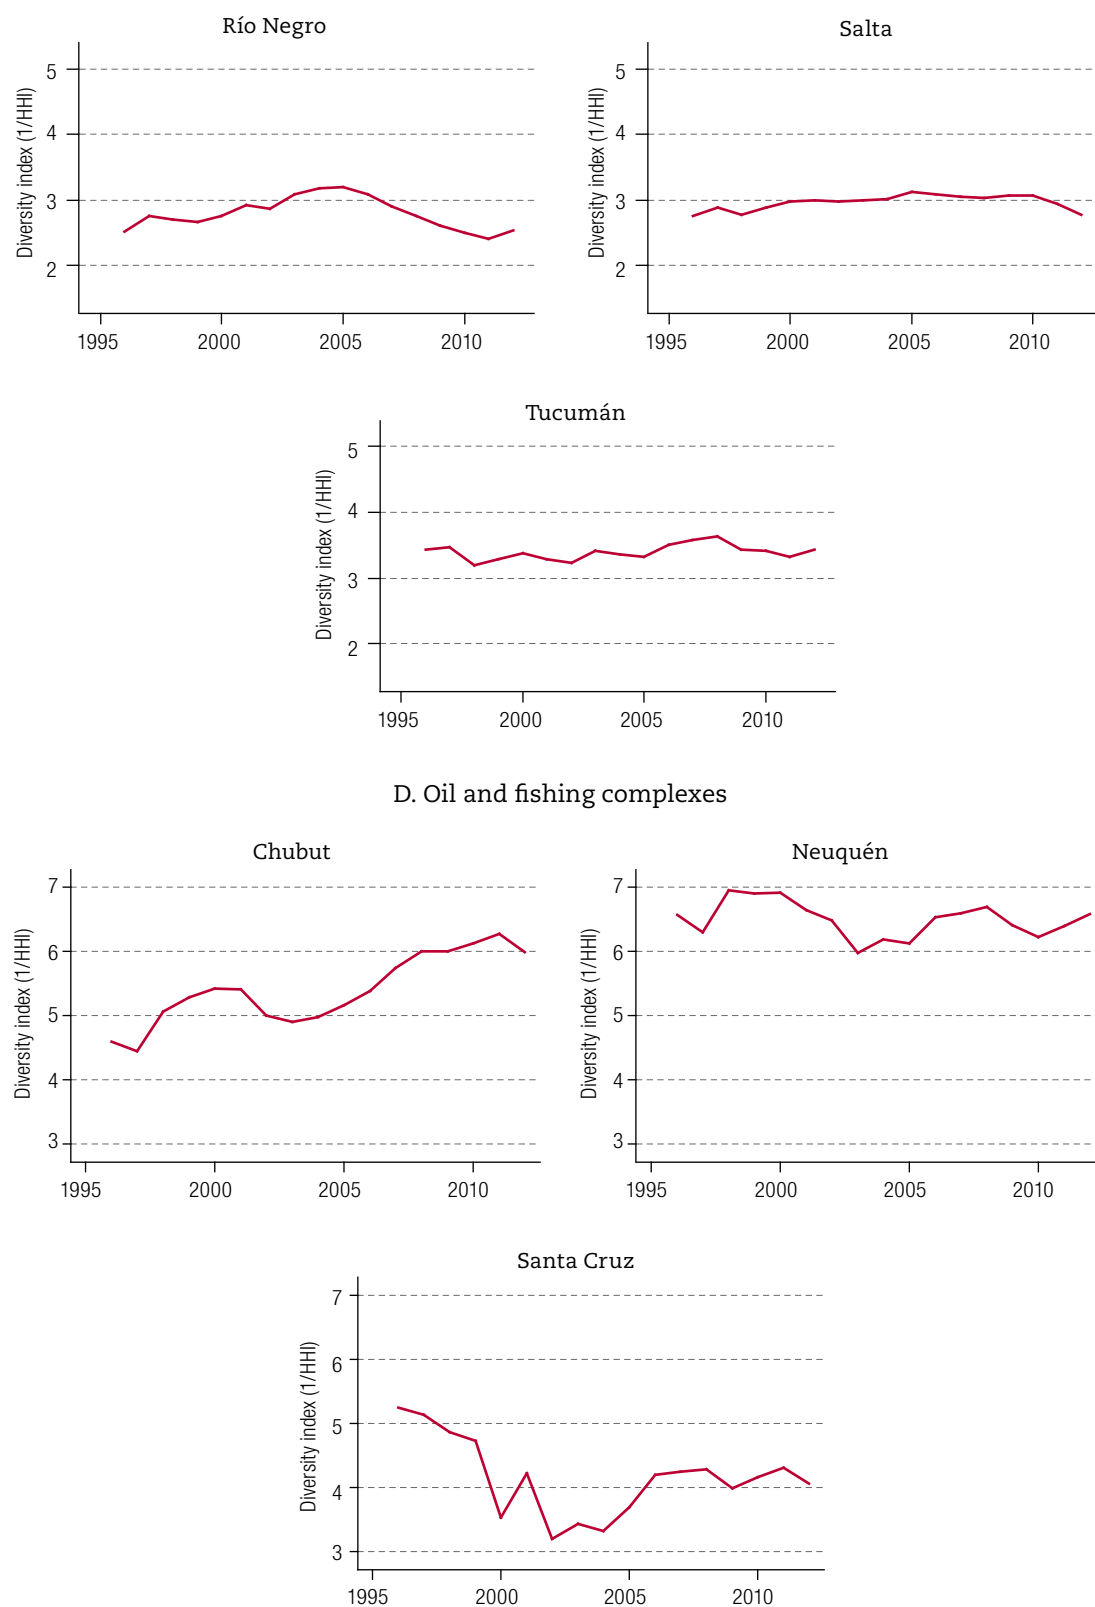 Río Negro
Diversity index (1/HHI)
5
4
3
2
1995 2000 2005 2010
Salta
Diversity index (1/HHI)
5
4
3
2
1995 2000 2005 2010
Tucumán
Diversity index (1/HHI)
5
4
3
2
1995 2000 2005 2010
D. Oil and fishing complexes
Chubut
Diversity index (1/HHI)
7
6
5
4
3
1995 2000 2005 2010
Neuquén
Diversity index (1/HHI)
7
6
5
4
3
1995 2000 2005 2010
Santa Cruz
Diversity index (1/HHI)
7
6
5
4
3
1995 2000 2005 2010